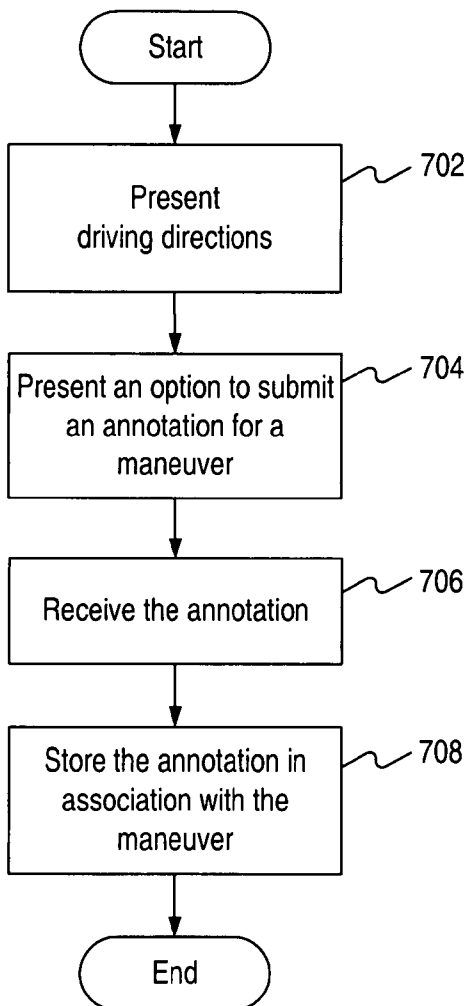 Start
Present
driving directions
702
Present an option to submit
an annotation for a
maneuver
704
Receive the annotation
706
Store the annotation in
association with the
maneuver
708
End